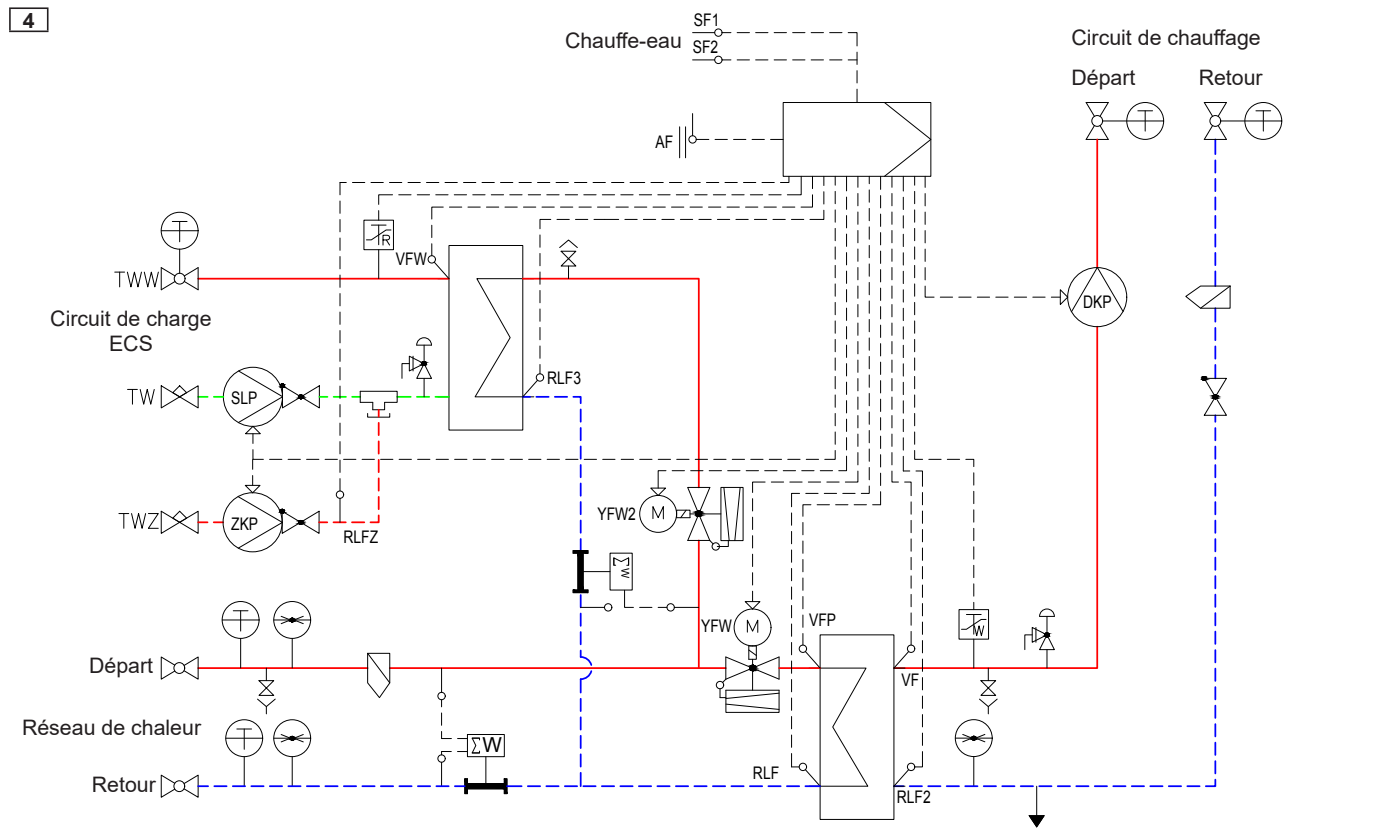 4
SF1
Chauffe-eau
SF2
Circuit de chauffage
Départ
Retour
T
T
AF
T
R
VFW
TWW
DKP
Circuit de charge
ECS
RLF3
TW
SLP
TWZ
ZKP
RLFZ
YFW2
M
ΣW
T
YFW
M
VFP
W
Départ
VF
Réseau de chaleur
T
ΣW
RLF
Retour
RLF2